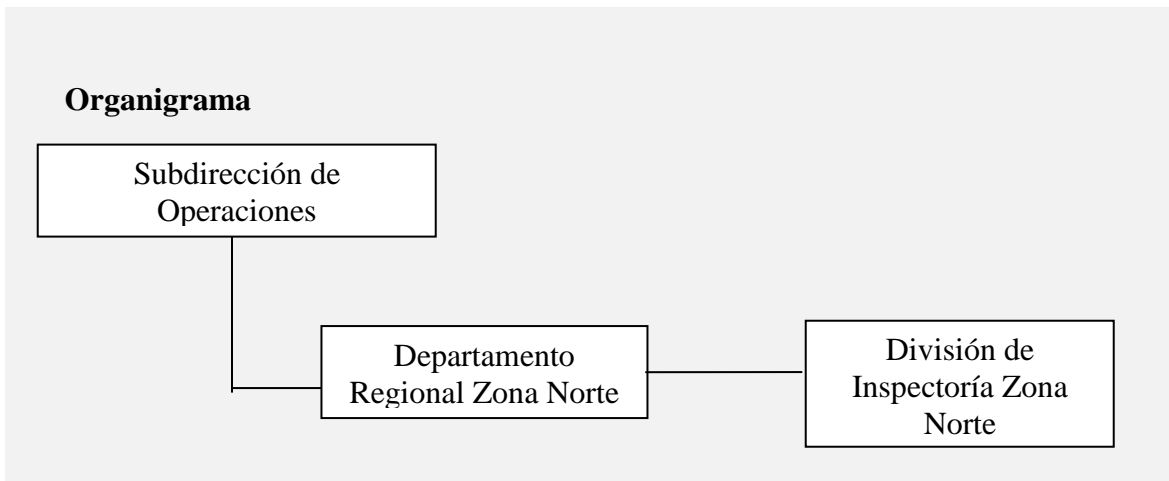 Organigrama
Subdirección de
Operaciones
Departamento
Regional Zona Norte
División de
Inspectoría Zona
Norte